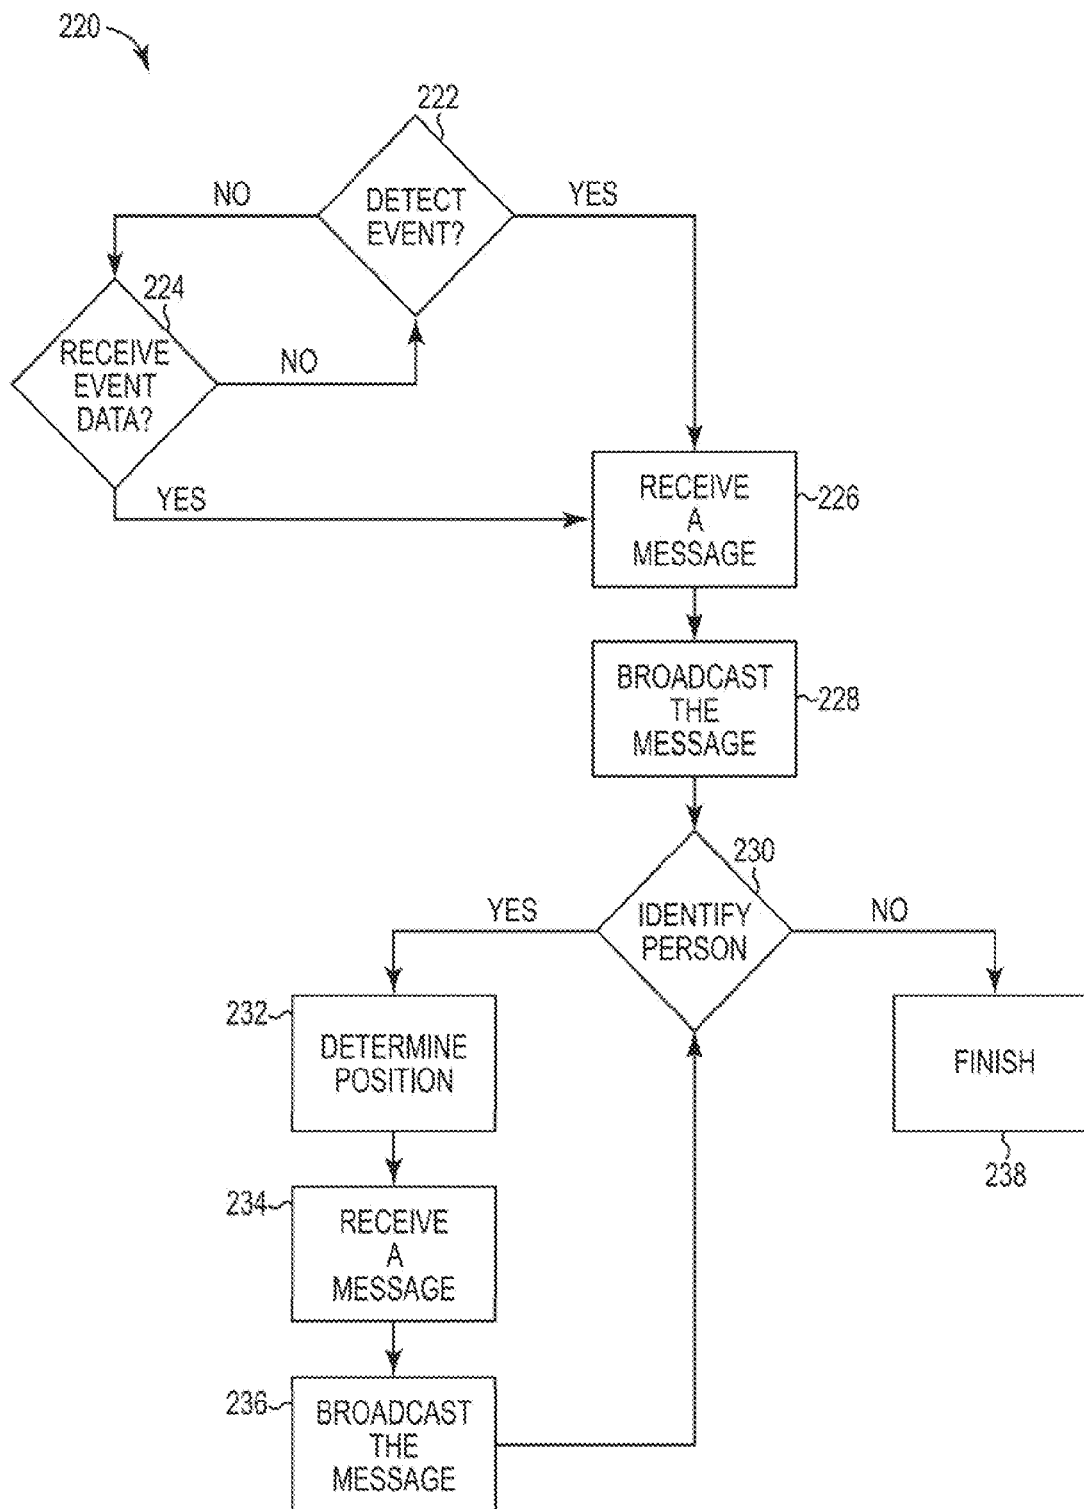 220
222
NO
DETECT
EVENT?
YES
224
RECEIVE
EVENT
DATA?
NO
YES
RECEIVE
A
MESSAGE
226
BROADCAST
THE
MESSAGE
228
230
YES
IDENTIFY
PERSON
NO
232
DETERMINE
POSITION
FINISH
238
234
RECEIVE
A
MESSAGE
236
BROADCAST
THE
MESSAGE